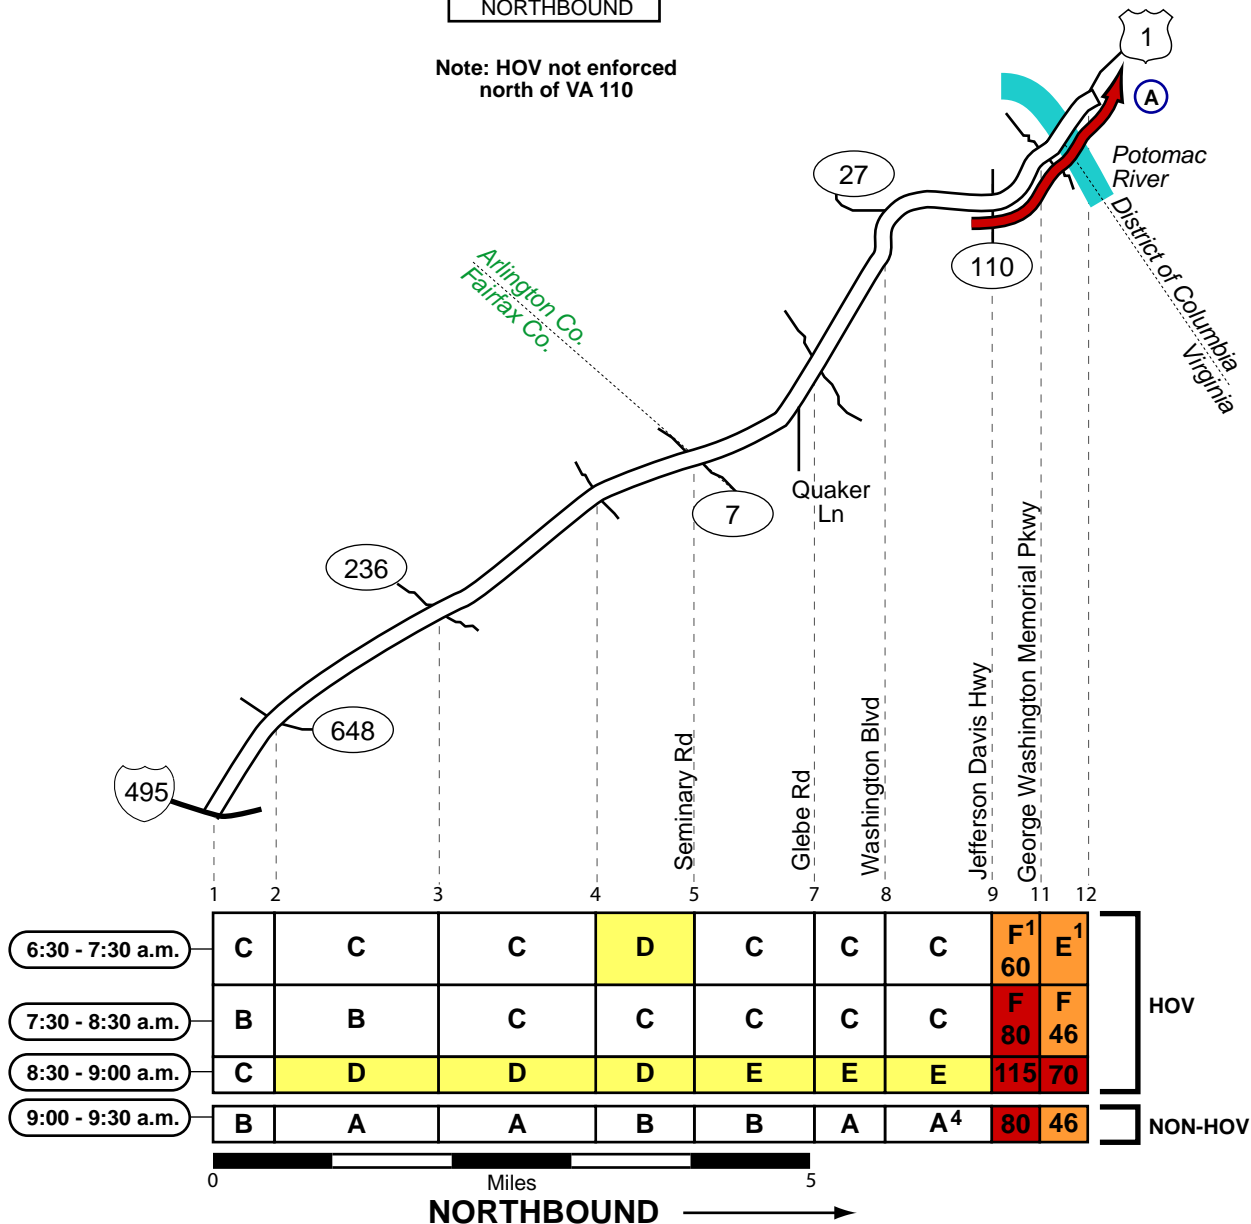 NORTHBOUND
Note: HOV not enforced
north of VA 110
1
A
Potomac
River
27
110
District of Columbia
Virginia
Arlington Co.
Fairfax Co.
Quaker
Ln
7
236
648
495
Seminary Rd
Glebe Rd
Washington Blvd
Jefferson Davis Hwy
George Washington Memorial Pkwy
1 2 3 4 5 7 8 9 11 12
6:30 - 7:30 a.m. C C C D C C C F1 60 E1
7:30 - 8:30 a.m. B B C C C C C F 80 F 46
8:30 - 9:00 a.m. C D D D E E E 115 70
HOV
9:00 - 9:30 a.m. B A A B B A A4 80 46
NON-HOV
0 Miles 5
NORTHBOUND